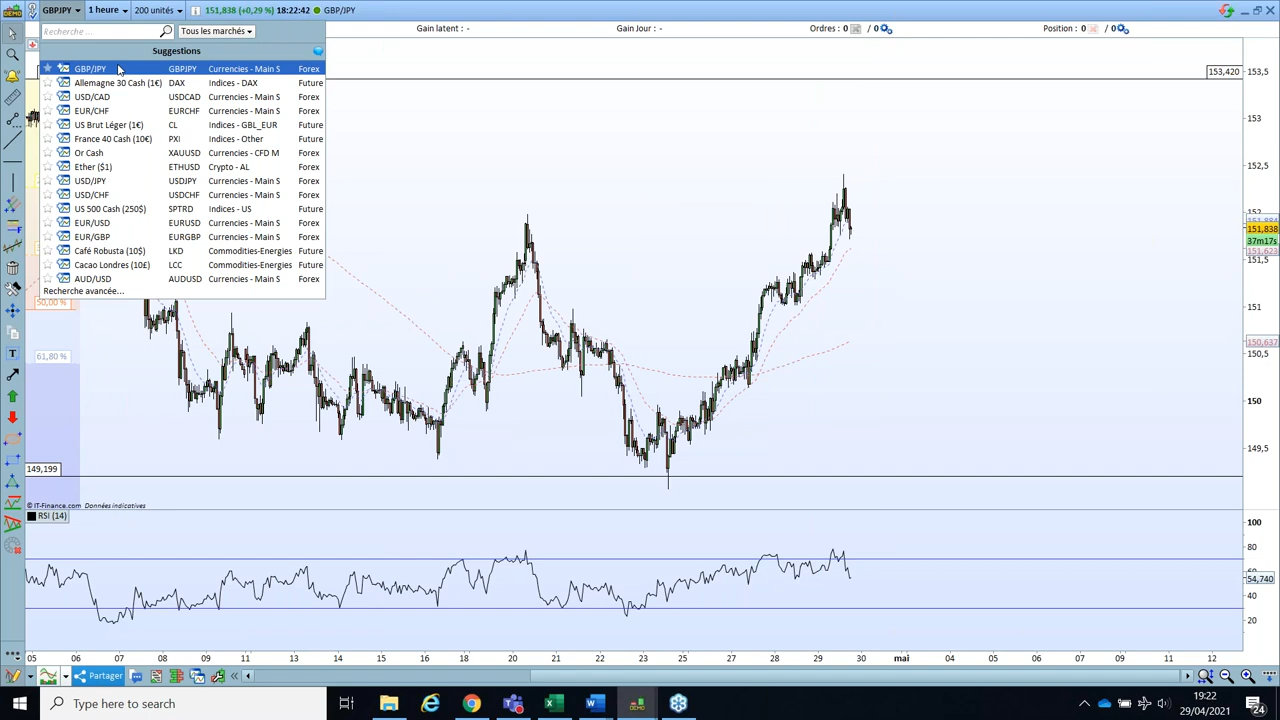 DEMO GBPJPY 1 heure 200 unités 151,838 (+0,29 %) 18:22:42 GBP/JPY
Recherche... Tous les marchés Gain latent : - Gain Jour : - Ordres : 0 / 0 Position : 0 / 0
Suggestions
GBP/JPY GBPJPY Currencies - Main S Forex
Allemagne 30 Cash (1€) DAX Indices - DAX Future
USD/CAD USDCAD Currencies - Main S Forex
EUR/CHF EURCHF Currencies - Main S Forex
US Brut Léger (1€) CL Indices - GBL_EUR Future
France 40 Cash (10€) PXI Indices - Other Future
Or Cash XAUUSD Currencies - CFD M Forex
Ether ($1) ETHUSD Crypto - AL Forex
USD/JPY USDJPY Currencies - Main S Forex
USD/CHF USDCHF Currencies - Main S Forex
US 500 Cash (250$) SPTRD Indices - US Future
EUR/USD EURUSD Currencies - Main S Forex
EUR/GBP EURGBP Currencies - Main S Forex
Café Robusta (10$) LKD Commodities-Energies Future
Cacao Londres (10£) LCC Commodities-Energies Future
AUD/USD AUDUSD Currencies - Main S Forex
Recherche avancée...
50,00 %
61,80 %
153,420
153,5
153
152,5
152
151,838
37m17s
151,623
151,5
151
150,637
150,5
150
149,5
149,199
© IT-Finance.com Données indicatives
RSI (14)
100
80
54,740
40
20
05 06 07 08 09 11 13 14 15 16 18 20 21 22 23 25 27 28 29 30 mai 04 05 06 07 09 10 11 12
Partager
Type here to search
DEMO
19:22
29/04/2021
24